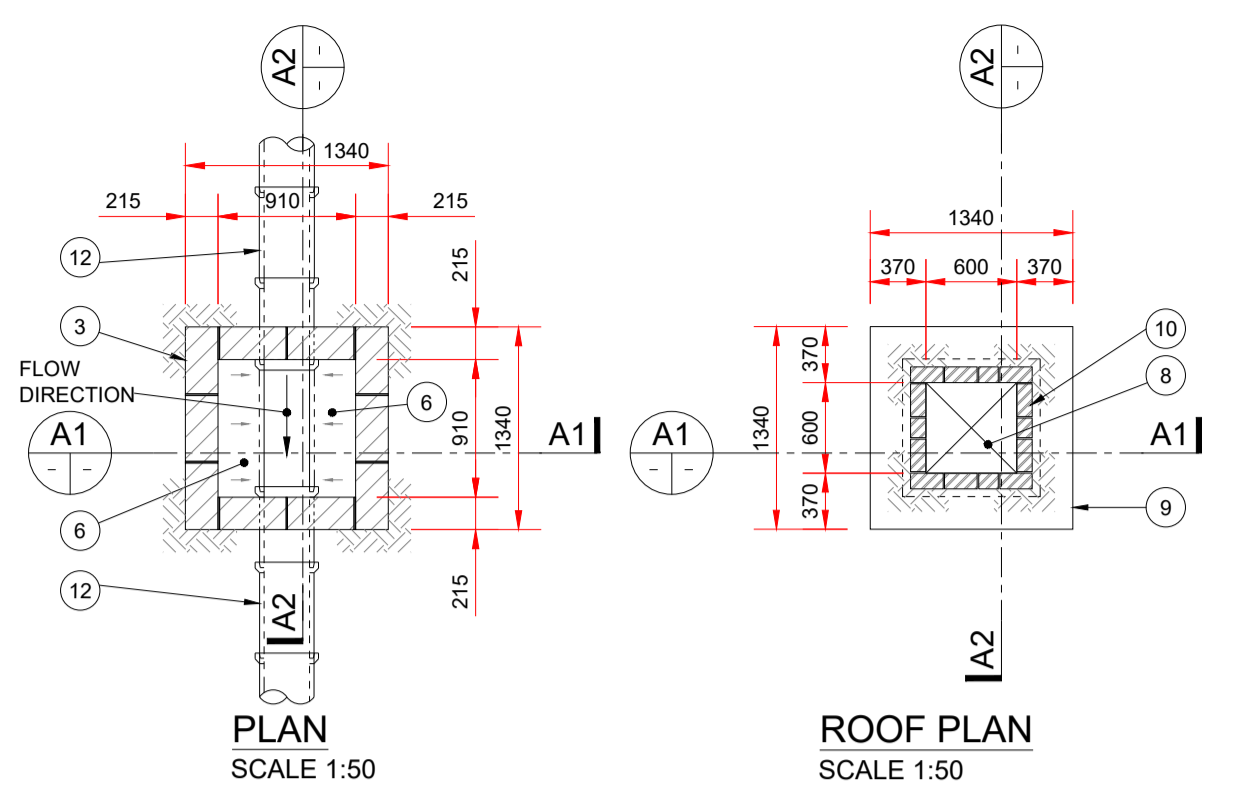 A2
1340
215
910
215
12
215
3
FLOW
DIRECTION
6
A1
910
1340
A1
6
12
215
A2
PLAN
SCALE 1:50
A2
1340
370
600
370
10
8
370
A1
1340
600
A1
370
9
A2
ROOF PLAN
SCALE 1:50